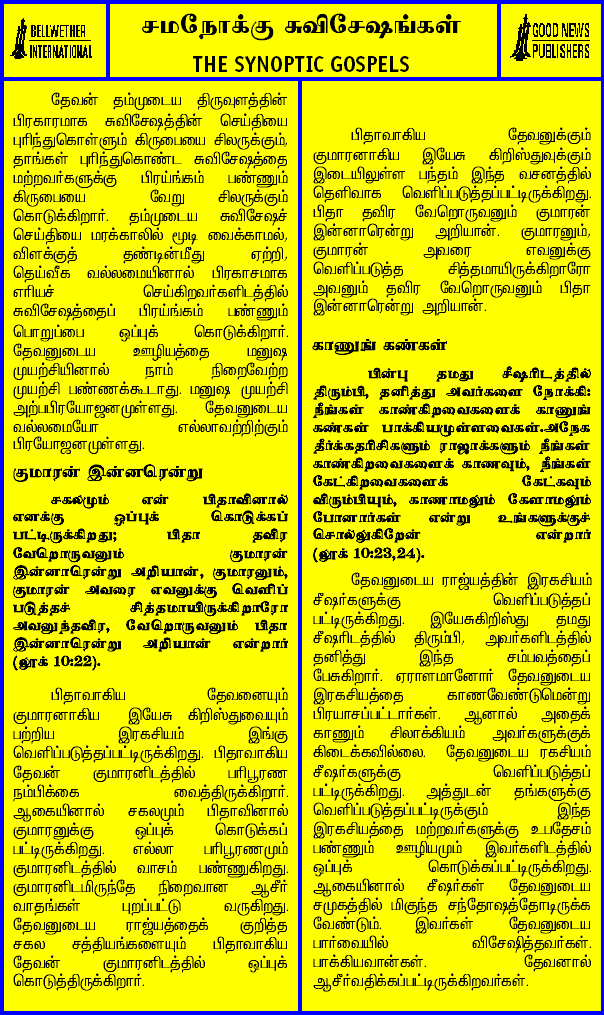 BELLWETHER
INTERNATIONAL
சமநோக்கு சுவிசேஷங்கள்
THE SYNOPTIC GOSPELS
GOOD NEWS
PUBLISHERS
தேவன் தம்முடைய திருவுளத்தின்
பிரகாரமாக சுவிசேஷத்தின் செய்தியை
புரிந்துகொள்ளும் கிருபையை சிலருக்கும்,
தாங்கள் புரிந்துகொண்ட சுவிசேஷத்தை
மற்றவர்களுக்கு பிரய்ங்கம் பண்ணும்
கிருபையை வேறு சிலருக்கும்
கொடுக்கிறார். தம்முடைய சுவிசேஷச்
செய்தியை மரக்காலில் மூடி வைக்காமல்,
விளக்குத் தண்டின்மீது ஏற்றி,
தெய்வீக வல்லமையினால் பிரகாசமாக
எரியச் செய்கிறவர்களிடத்தில்
சுவிசேஷத்தைப் பிரய்ங்கம் பண்ணும்
பொறுப்பை ஒப்புக் கொடுக்கிறார்.
தேவனுடைய ஊழியத்தை மனுஷ
முயற்சியினால் நாம் நிறைவேற்ற
முயற்சி பண்ணக்கூடாது. மனுஷ முயற்சி
அற்பபிரயோஜனமுள்ளது. தேவனுடைய
வல்லமையோ எல்லாவற்றிற்கும்
பிரயோஜனமுள்ளது.
குமாரன் இன்னாரென்று
சகலமும் என் பிதாவினால்
எனக்கு ஒப்புக் கொடுக்கப்
பட்டிருக்கிறது; பிதா தவிர
வேறொருவனும் குமாரன்
இன்னாரென்று அறியான், குமாரனும்,
குமாரன் அவரை எவனுக்கு வெளிப்
படுத்தச் சித்தமாயிருக்கிறாரோ
அவனுந்தவிர, வேறொருவனும் பிதா
இன்னாரென்று அறியான் என்றார்
(லூக் 10:22).
பிதாவாகிய தேவனையும்
குமாரனாகிய இயேசு கிறிஸ்துவையும்
பற்றிய இரகசியம் இங்கு
வெளிப்படுத்தப்பட்டிருக்கிறது. பிதாவாகிய
தேவன் குமாரனிடத்தில் பரிபூரண
நம்பிக்கை வைத்திருக்கிறார்.
ஆகையினால் சகலமும் பிதாவினால்
குமாரனுக்கு ஒப்புக் கொடுக்கப்
பட்டிருக்கிறது. எல்லா பரிபூரணமும்
குமாரனிடத்தில் வாசம் பண்ணுகிறது.
குமாரனிடமிருந்தே நிறைவான ஆசீர்
வாதங்கள் புறப்பட்டு வருகிறது.
தேவனுடைய ராஜ்யத்தைக் குறித்த
சகல சத்தியங்களையும் பிதாவாகிய
தேவன் குமாரனிடத்தில் ஒப்புக்
கொடுத்திருக்கிறார்.
பிதாவாகிய தேவனுக்கும்
குமாரனாகிய இயேசு கிறிஸ்துவுக்கும்
இடையிலுள்ள பந்தம் இந்த வசனத்தில்
தெளிவாக வெளிப்படுத்தப்பட்டிருக்கிறது.
பிதா தவிர வேறொருவனும் குமாரன்
இன்னாரென்று அறியான். குமாரனும்,
குமாரன் அவரை எவனுக்கு
வெளிப்படுத்த சித்தமாயிருக்கிறாரோ
அவனும் தவிர வேறொருவனும் பிதா
இன்னாரென்று அறியான்.
காணுங் கண்கள்
பின்பு தமது சீஷரிடத்தில்
திரும்பி, தனித்து அவர்களை நோக்கி:
நீங்கள் காண்கிறவைகளைக் காணுங்
கண்கள் பாக்கியமுள்ளவைகள்.அநேக
தீர்க்கதரிசிகளும் ராஜாக்களும் நீங்கள்
காண்கிறவைகளைக் காணவும், நீங்கள்
கேட்கிறவைகளைக் கேட்கவும்
விரும்பியும், காணாமலும் கேளாமலும்
போனார்கள் என்று உங்களுக்குச்
சொல்லுகிறேன் என்றார்
(லூக் 10:23,24).
தேவனுடைய ராஜ்யத்தின் இரகசியம்
சீஷர்களுக்கு வெளிப்படுத்தப்
பட்டிருக்கிறது. இயேசுகிறிஸ்து தமது
சீஷரிடத்தில் திரும்பி, அவர்களிடத்தில்
தனித்து இந்த சம்பவத்தைப்
பேசுகிறார். ஏராளமானோர் தேவனுடைய
இரகசியத்தை காணவேண்டுமென்று
பிரயாசப்பட்டார்கள். ஆனால் அதைக்
காணும் சிலாக்கியம் அவர்களுக்குக்
கிடைக்கவில்லை. தேவனுடைய ரகசியம்
சீஷர்களுக்கு வெளிப்படுத்தப்
பட்டிருக்கிறது. அத்துடன் தங்களுக்கு
வெளிப்படுத்தப்பட்டிருக்கும் இந்த
இரகசியத்தை மற்றவர்களுக்கு உபதேசம்
பண்ணும் ஊழியமும் இவர்களிடத்தில்
ஒப்புக் கொடுக்கப்பட்டிருக்கிறது.
ஆகையினால் சீஷர்கள் தேவனுடைய
சமுகத்தில் மிகுந்த சந்தோஷத்தோடிருக்க
வேண்டும். இவர்கள் தேவனுடைய
பார்வையில் விசேஷித்தவர்கள்.
பாக்கியவான்கள். தேவனால்
ஆசீர்வதிக்கப்பட்டிருக்கிறவர்கள்.